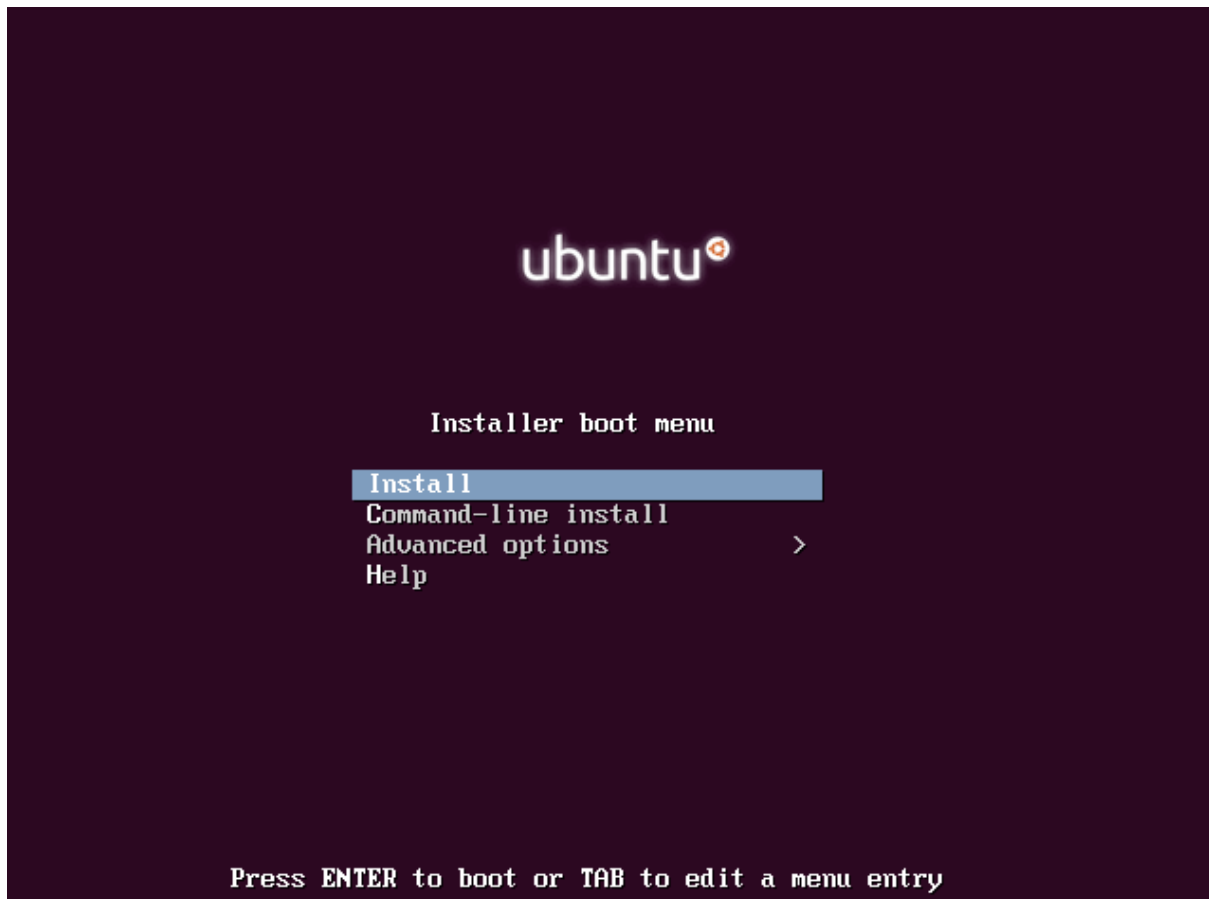 ubuntu
Installer boot menu
Install
Command-line install
Advanced options >
Help
Press ENTER to boot or TAB to edit a menu entry